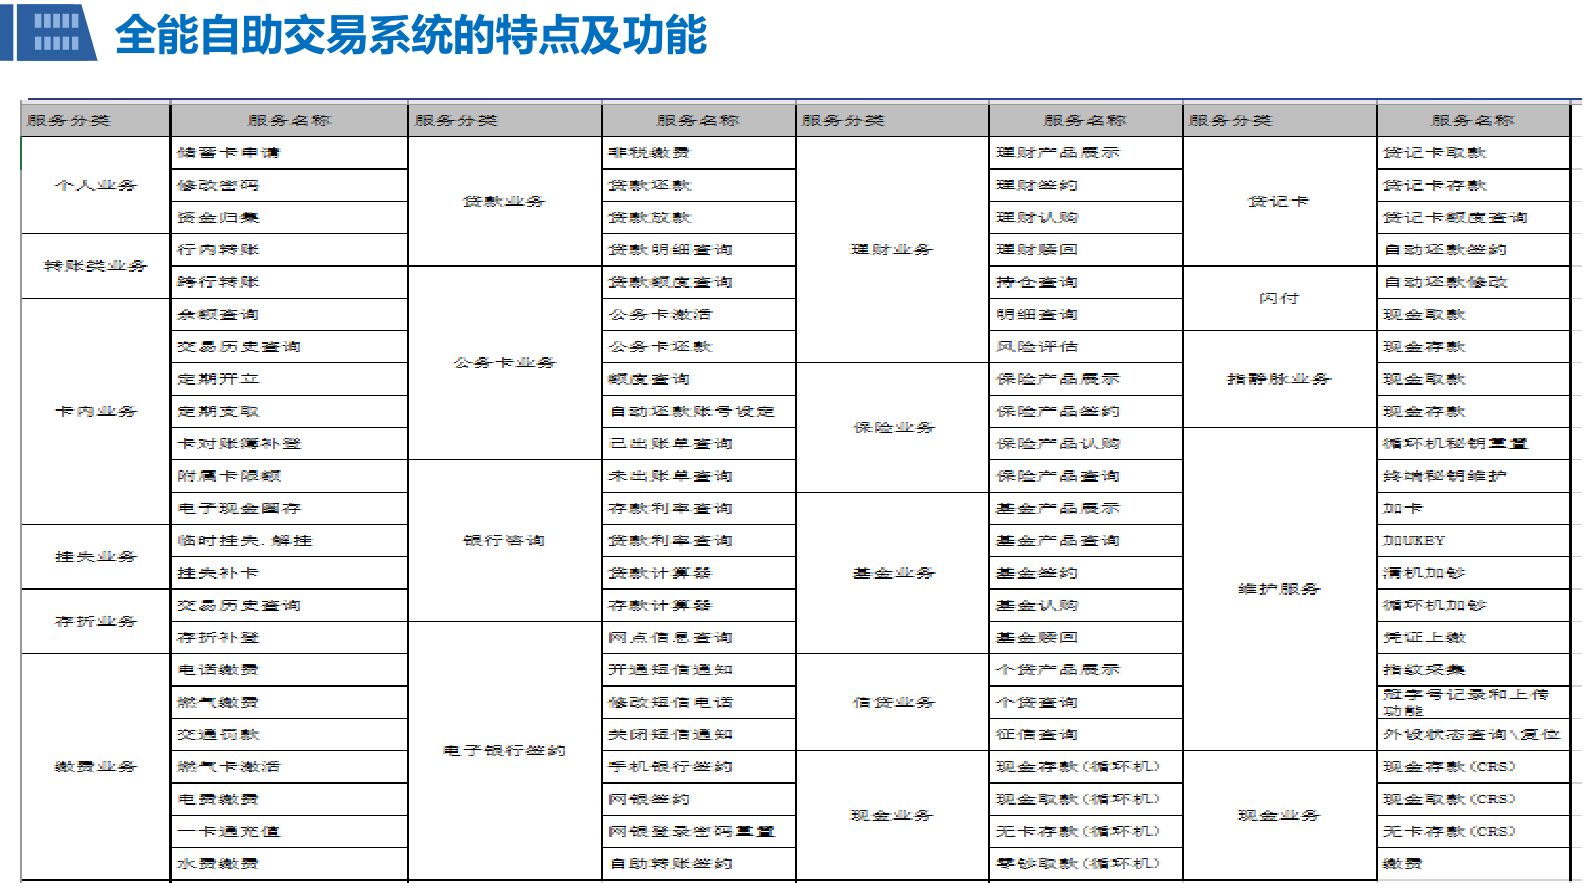 全能自助交易系统的特点及功能
服务分类 服务名称 服务分类 服务名称 服务分类 服务名称 服务分类 服务名称
个人业务
储蓄卡申请
修改密码
资金归集
转账类业务
行内转账
跨行转账
卡内业务
余额查询
交易历史查询
定期开立
定期支取
卡对账簿补登
附属卡限额
电子现金圈存
挂失业务
临时挂失.解挂
挂失补卡
存折业务
交易历史查询
存折补登
缴费业务
电话缴费
燃气缴费
交通罚款
燃气卡激活
电费缴费
一卡通充值
水费缴费
贷款业务
非税缴费
贷款还款
贷款放款
贷款明细查询
公务卡业务
贷款额度查询
公务卡激活
公务卡还款
额度查询
自动还款账号设定
已出账单查询
银行咨询
未出账单查询
存款利率查询
贷款利率查询
贷款计算器
存款计算器
电子银行签约
网点信息查询
开通短信通知
修改短信电话
关闭短信通知
手机银行签约
网银签约
网银登录密码重置
自助转账签约
理财业务
理财产品展示
理财签约
理财认购
理财赎回
持仓查询
明细查询
风险评估
保险业务
保险产品展示
保险产品签约
保险产品认购
保险产品查询
基金业务
基金产品展示
基金产品查询
基金签约
基金认购
基金赎回
信贷业务
个贷产品展示
个贷查询
征信查询
现金业务
现金存款(循环机)
现金取款(循环机)
无卡存款(循环机)
零钞取款(循环机)
贷记卡
贷记卡取款
贷记卡存款
贷记卡额度查询
自动还款签约
闪付
自动还款修改
现金取款
指静脉业务
现金存款
现金取款
现金存款
维护服务
循环机秘钥重置
终端秘钥维护
加卡
加UKEY
清机加钞
循环机加钞
凭证上缴
指纹采集
冠字号记录和上传
功能
外设状态查询\复位
现金业务
现金存款(CRS)
现金取款(CRS)
无卡存款(CRS)
缴费